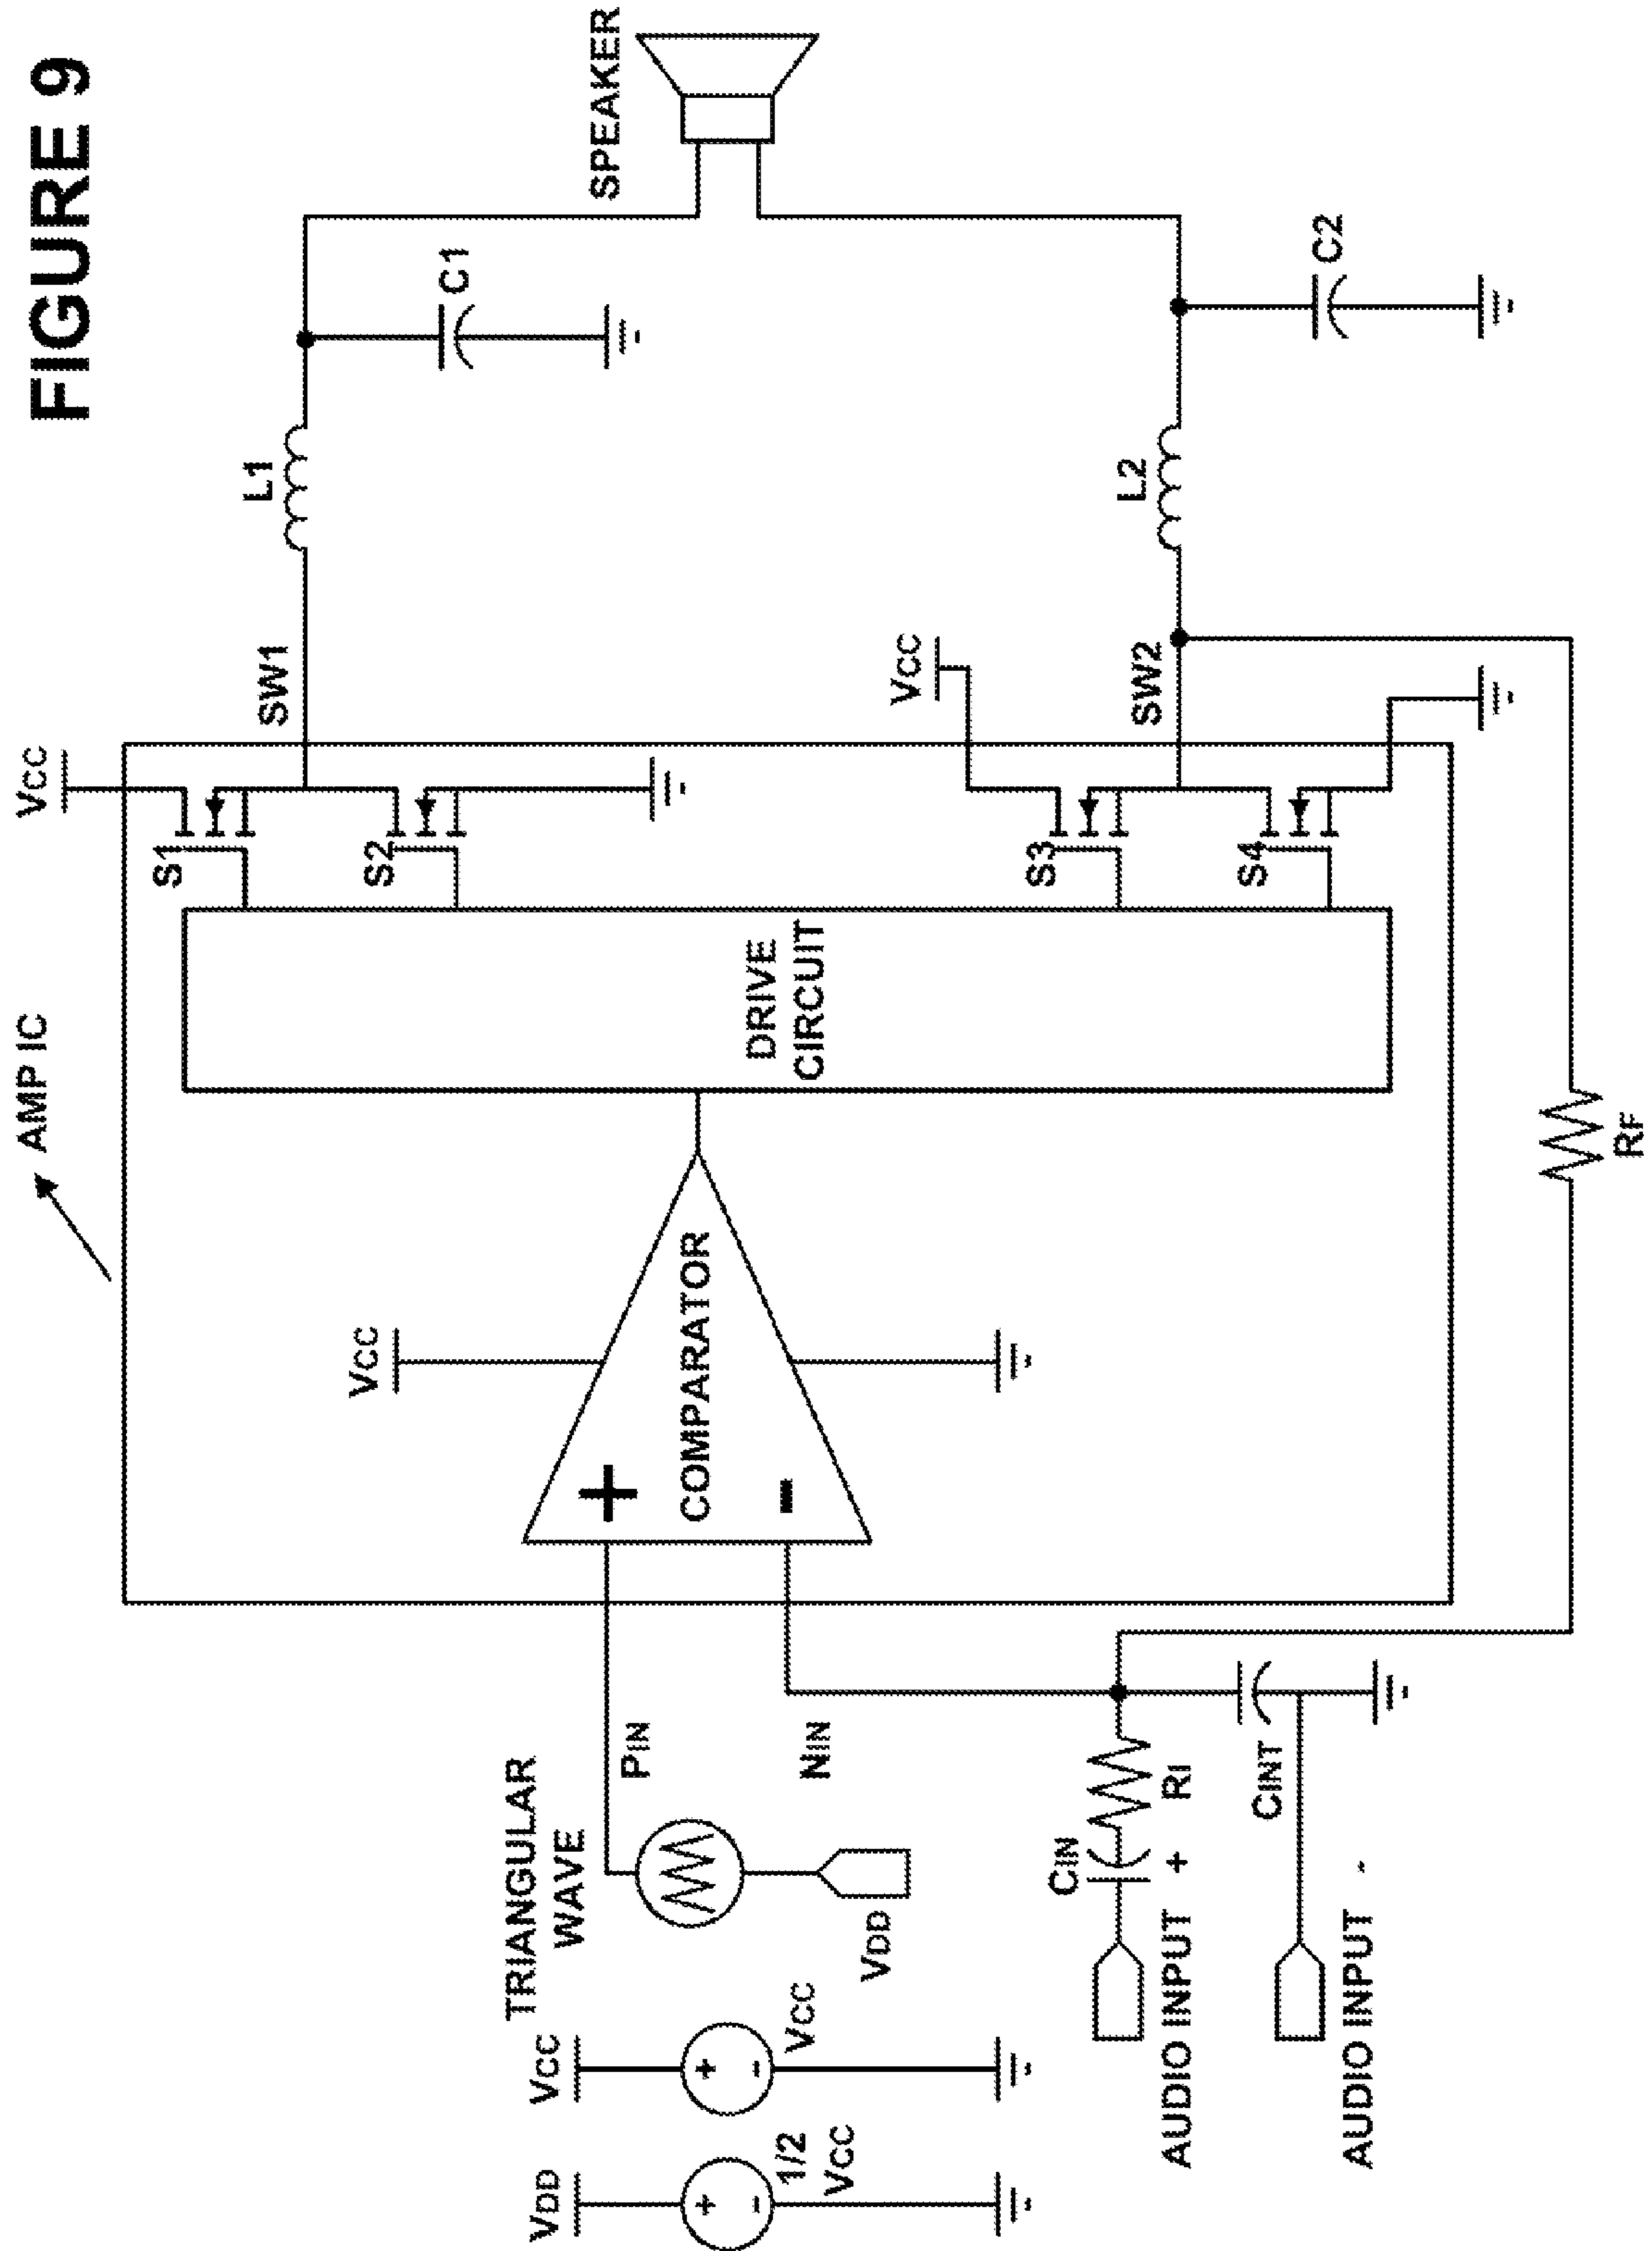 FIGURE 9
AMP IC
VCC
S1
SW1
L1
C1
S2
SPEAKER
VCC
+
COMPARATOR
-
DRIVE
CIRCUIT
VCC
S3
SW2
L2
C2
S4
TRIANGULAR
WAVE
PIN
NIN
VDD
VCC
+
-
VCC
VDD
+
-
1/2
VCC
CIN
RI
AUDIO INPUT +
CINT
AUDIO INPUT -
RF